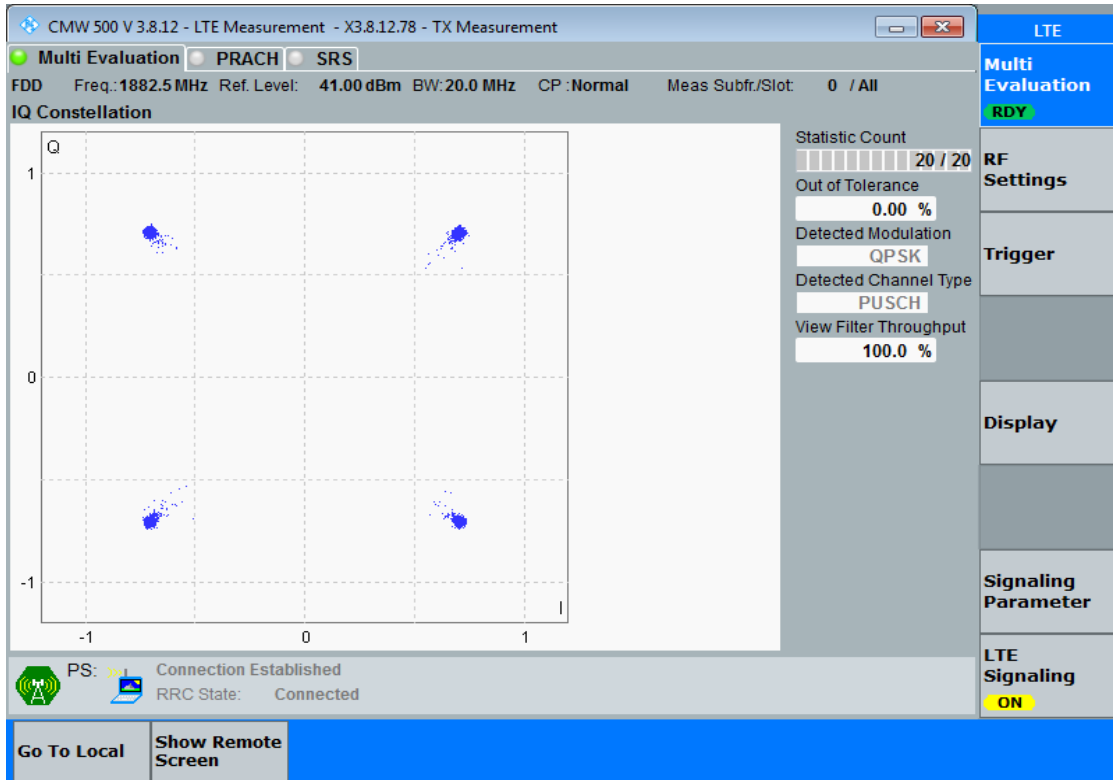 CMW 500 V 3.8.12 - LTE Measurement - X3.8.12.78 - TX Measurement
LTE
Multi Evaluation PRACH SRS
Multi
Evaluation
RDY
FDD Freq.:1882.5 MHz Ref. Level: 41.00 dBm BW:20.0 MHz CP :Normal Meas Subfr./Slot: 0 / All
IQ Constellation
Q
1
0
-1
-1 0 1
I
Statistic Count
20 / 20
Out of Tolerance
0.00 %
Detected Modulation
QPSK
Detected Channel Type
PUSCH
View Filter Throughput
100.0 %
RF
Settings
Trigger
Display
Signaling
Parameter
LTE
Signaling
ON
PS: Connection Established
RRC State: Connected
Go To Local
Show Remote
Screen